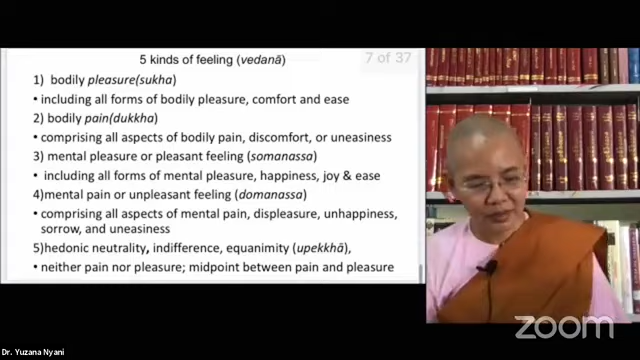 5 kinds of feeling (vedanā)
7 of 37
1) bodily pleasure(sukha)
• including all forms of bodily pleasure, comfort and ease
2) bodily pain(dukkha)
• comprising all aspects of bodily pain, discomfort, or uneasiness
3) mental pleasure or pleasant feeling (somanassa)
• including all forms of mental pleasure, happiness, joy & ease
4)mental pain or unpleasant feeling (domanassa)
• comprising all aspects of mental pain, displeasure, unhappiness,
sorrow, and uneasiness
5)hedonic neutrality, indifference, equanimity (upekkhā),
• neither pain nor pleasure; midpoint between pain and pleasure
zoom
Dr. Yuzana Nyani